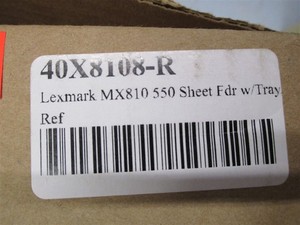 40X8108-R
Lexmark MX810 550 Sheet Fdr w/Tray
Ref